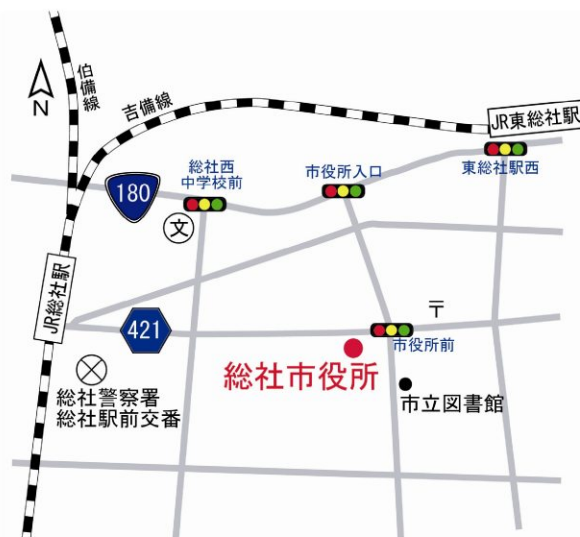 伯備線
吉備線
N
JR東総社駅
総社西
中学校前
市役所入口
東総社駅西
180
文
JR総社駅
421
〒
市役所前
総社市役所
総社警察署
総社駅前交番
市立図書館